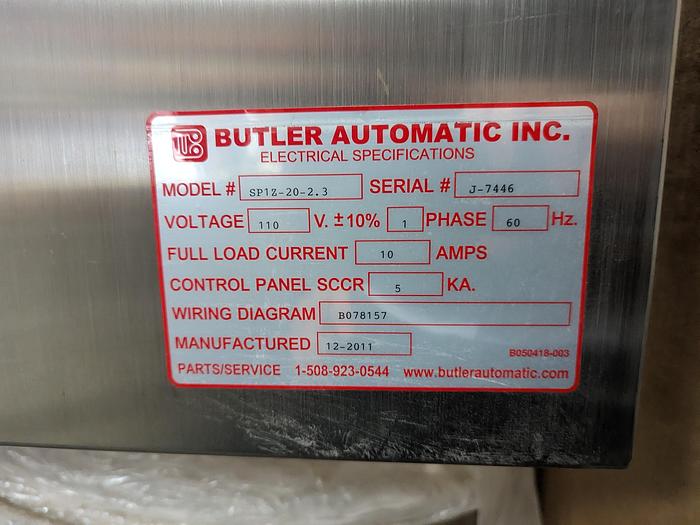 BUTLER AUTOMATIC INC.
ELECTRICAL SPECIFICATIONS
MODEL # SP1Z-20-2.3 SERIAL # J-7446
VOLTAGE 110 V. ±10% 1 PHASE 60 Hz.
FULL LOAD CURRENT 10 AMPS
CONTROL PANEL SCCR 5 KA.
WIRING DIAGRAM B078157
MANUFACTURED 12-2011 B050418-003
PARTS/SERVICE 1-508-923-0544 www.butlerautomatic.com